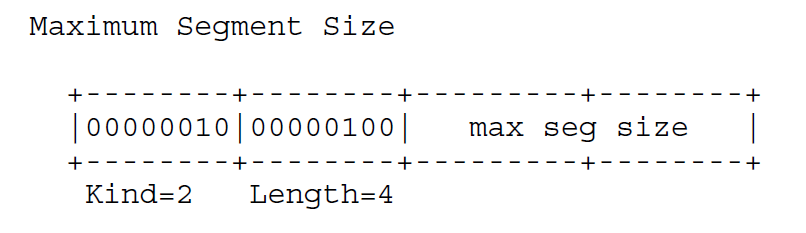 Maximum Segment Size
+--------+--------+---------+--------+
|00000010|00000100|   max seg size   |
+--------+--------+---------+--------+
Kind=2   Length=4